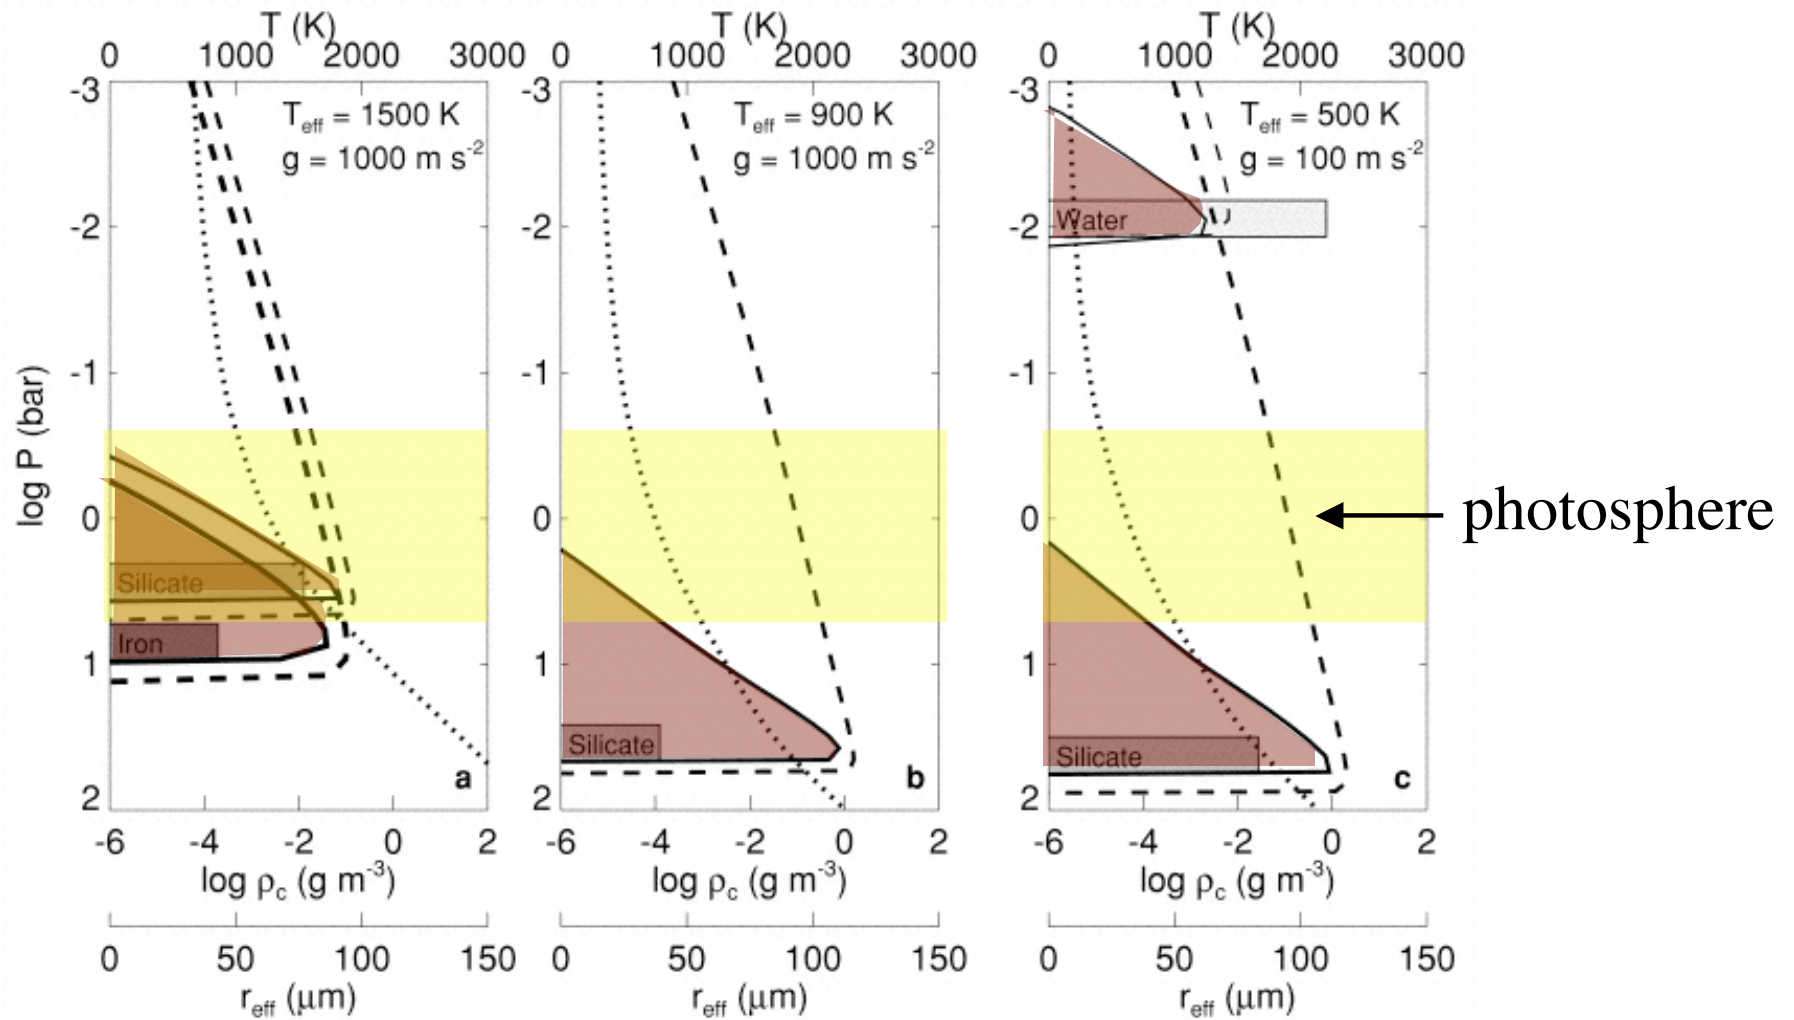 T (K)
0 1000 2000 3000
-3
-2
-1
0
1
2
log P (bar)
T_eff = 1500 K
g = 1000 m s⁻²
Silicate
Iron
a
-6 -4 -2 0 2
log ρ_c (g m⁻³)
0 50 100 150
r_eff (μm)
T (K)
0 1000 2000 3000
-3
-2
-1
0
1
2
T_eff = 900 K
g = 1000 m s⁻²
Silicate
b
-6 -4 -2 0 2
log ρ_c (g m⁻³)
0 50 100 150
r_eff (μm)
T (K)
0 1000 2000 3000
-3
-2
-1
0
1
2
T_eff = 500 K
g = 100 m s⁻²
Water
Silicate
c
-6 -4 -2 0 2
log ρ_c (g m⁻³)
0 50 100 150
r_eff (μm)
photosphere